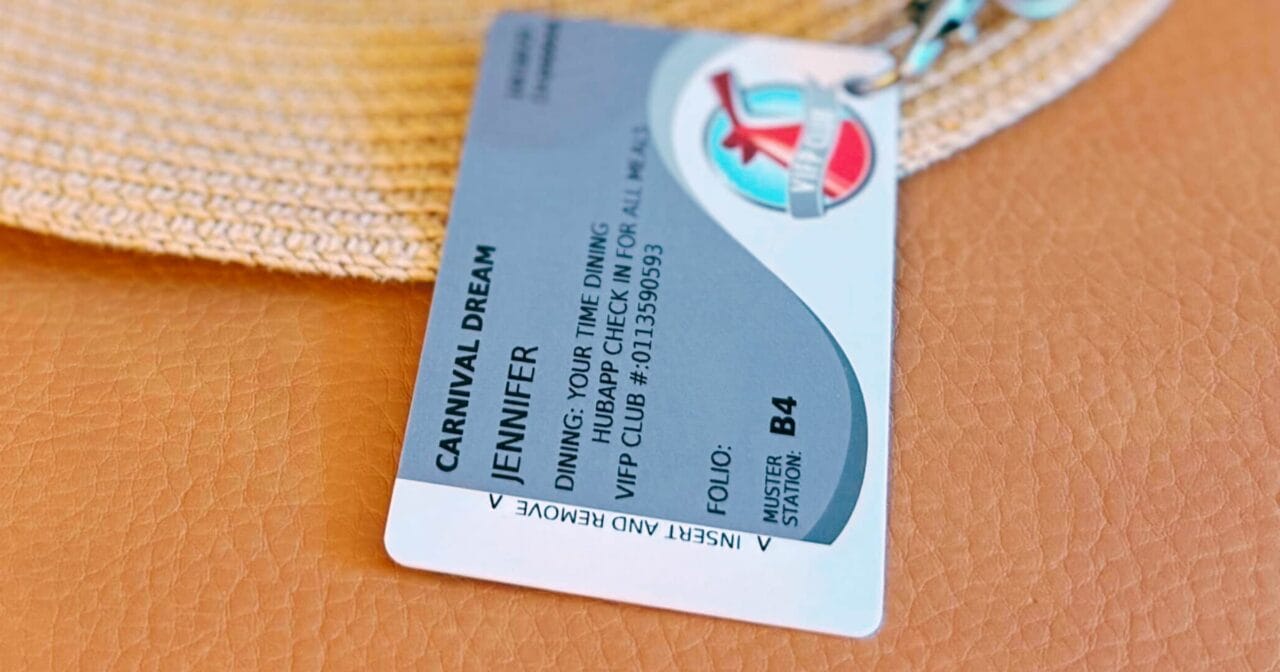 CARNIVAL DREAM
JENNIFER
DINING: YOUR TIME DINING
HUBAPP CHECK IN FOR ALL MEALS
VIFP CLUB #:0113590593
FOLIO:
MUSTER
STATION: B4
VIFP CLUB
^ INSERT AND REMOVE ^